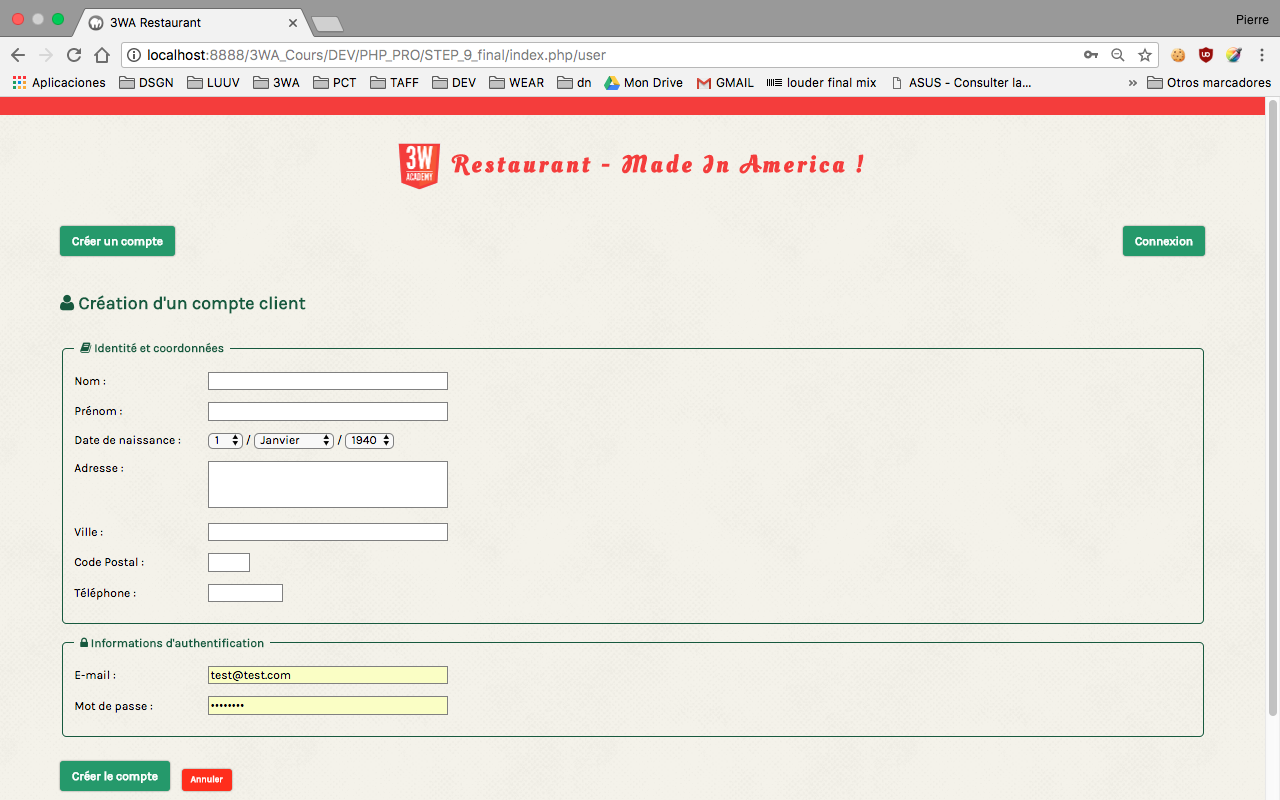 3WA Restaurant
Pierre
localhost:8888/3WA_Cours/DEV/PHP_PRO/STEP_9_final/index.php/user
Aplicaciones DSGN LUUV 3WA PCT TAFF DEV WEAR dn Mon Drive GMAIL louder final mix ASUS - Consulter la... » Otros marcadores
3W ACADEMY Restaurant - Made In America !
Créer un compte Connexion
Création d'un compte client
Identité et coordonnées
Nom :
Prénom :
Date de naissance : 1 / Janvier / 1940
Adresse :
Ville :
Code Postal :
Téléphone :
Informations d'authentification
E-mail : test@test.com
Mot de passe : ••••••••
Créer le compte Annuler